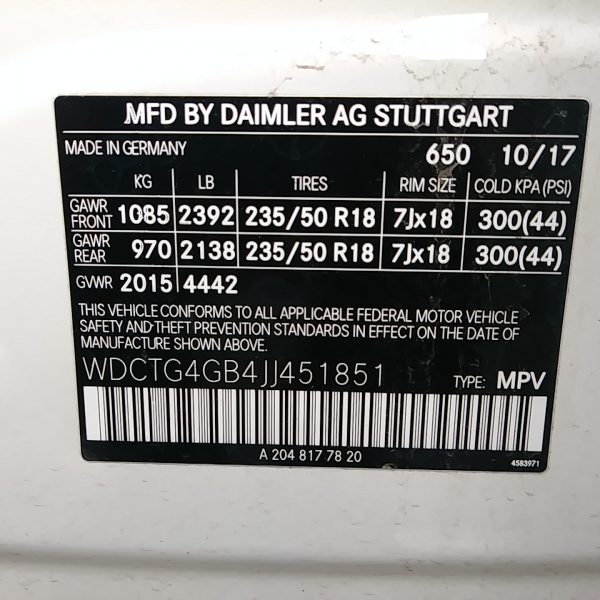 MFD BY DAIMLER AG STUTTGART
MADE IN GERMANY 650 10/17
KG LB TIRES RIM SIZE COLD KPA (PSI)
GAWR FRONT 1085 2392 235/50 R18 7Jx18 300(44)
GAWR REAR 970 2138 235/50 R18 7Jx18 300(44)
GVWR 2015 4442
THIS VEHICLE CONFORMS TO ALL APPLICABLE FEDERAL MOTOR VEHICLE
SAFETY AND THEFT PREVENTION STANDARDS IN EFFECT ON THE DATE OF
MANUFACTURE SHOWN ABOVE.
WDCTG4GB4JJ451851 TYPE: MPV
A 204 817 78 20
4583971